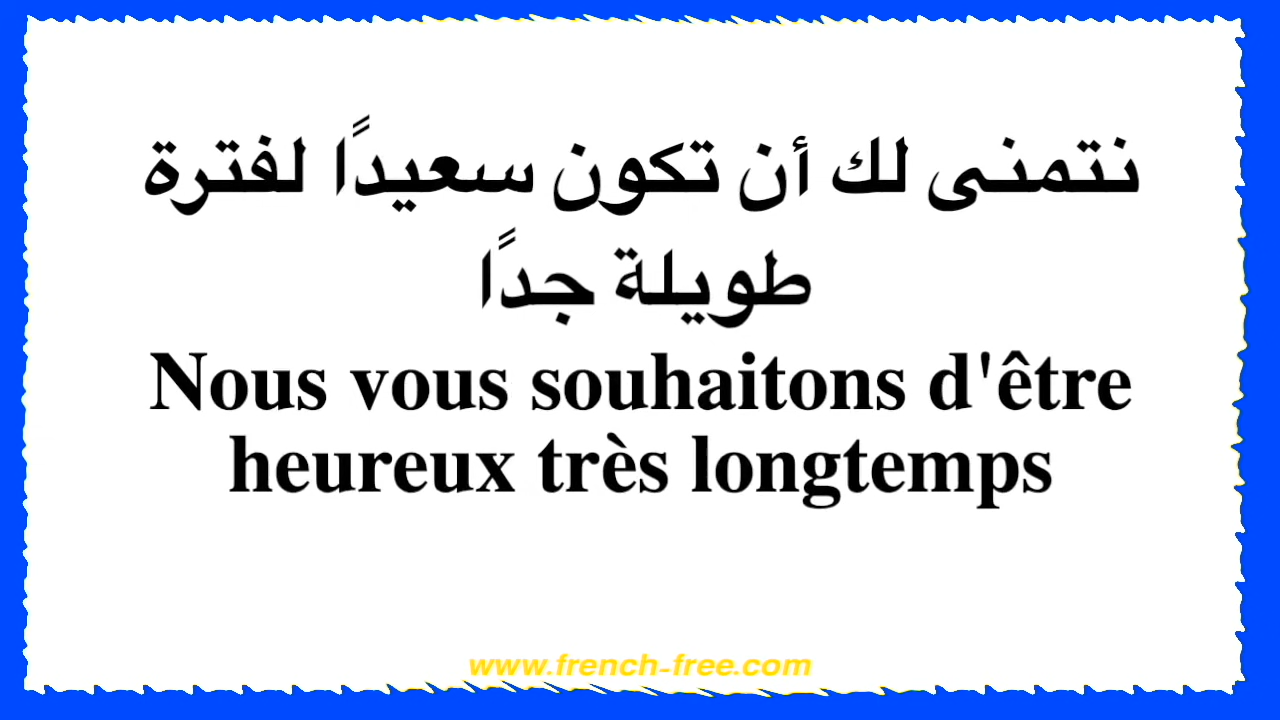 نتمنى لك أن تكون سعيدًا لفترة
طويلة جدًا
Nous vous souhaitons d'être
heureux très longtemps
www.french-free.com